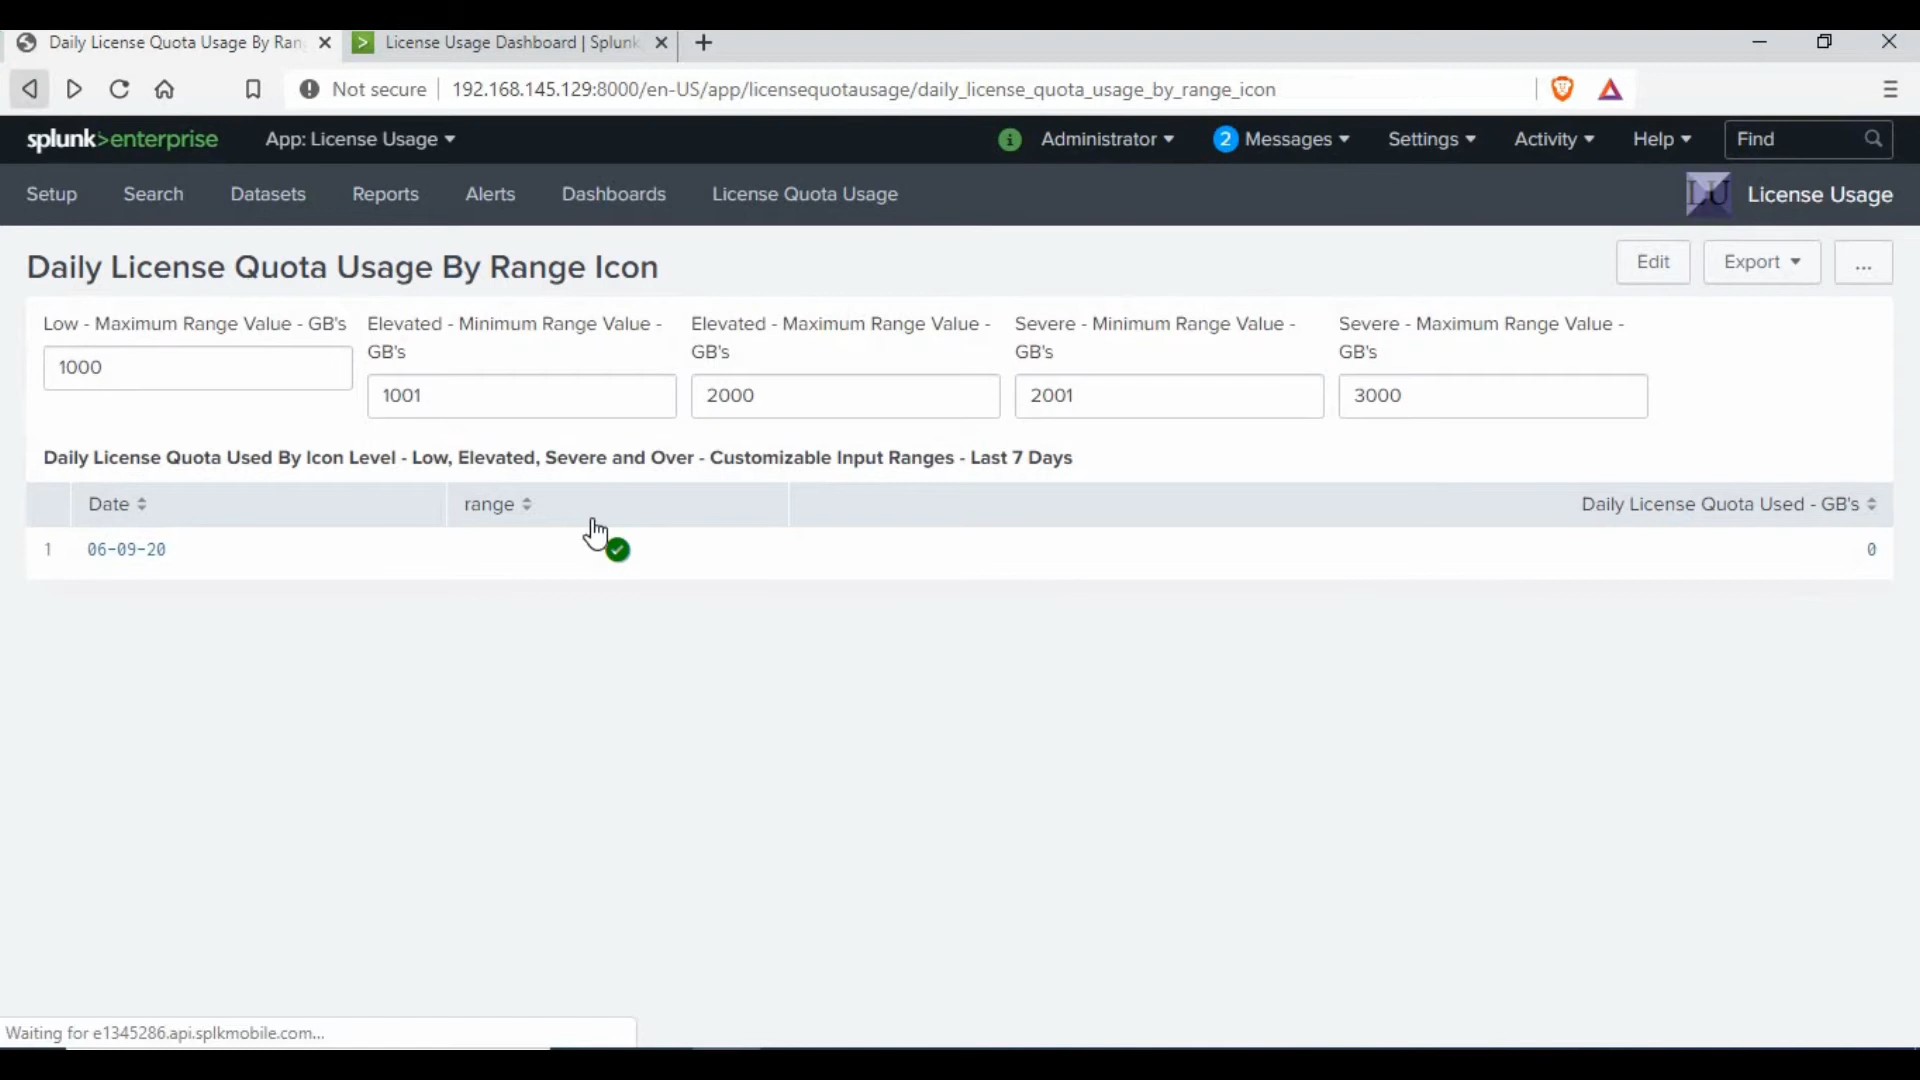 Daily License Quota Usage By Ran
License Usage Dashboard | Splunk
Not secure
192.168.145.129:8000/en-US/app/licensequotausage/daily_license_quota_usage_by_range_icon
splunk>enterprise
App: License Usage
i
Administrator
2 Messages
Settings
Activity
Help
Find
Setup
Search
Datasets
Reports
Alerts
Dashboards
License Quota Usage
LU
License Usage
Daily License Quota Usage By Range Icon
Edit
Export
...
Low - Maximum Range Value - GB's
1000
Elevated - Minimum Range Value -
GB's
1001
Elevated - Maximum Range Value -
GB's
2000
Severe - Minimum Range Value -
GB's
2001
Severe - Maximum Range Value -
GB's
3000
Daily License Quota Used By Icon Level - Low, Elevated, Severe and Over - Customizable Input Ranges - Last 7 Days
Date
range
Daily License Quota Used - GB's
1
06-09-20
0
Waiting for e1345286.api.splkmobile.com...